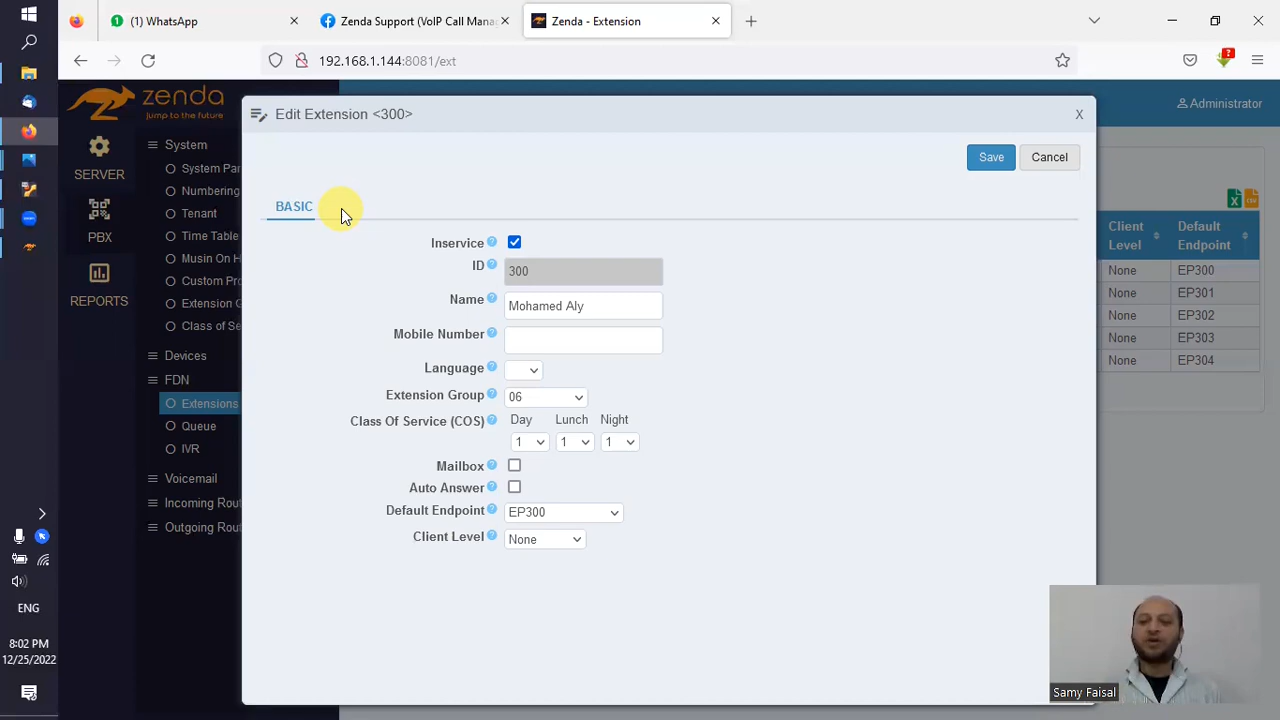 (1) WhatsApp
Zenda Support (VoIP Call Mana
Zenda - Extension
192.168.1.144:8081/ext
zenda
jump to the future
Administrator
SERVER
PBX
REPORTS
System
System Par
Numbering
Tenant
Time Table
Musin On H
Custom Pro
Extension G
Class of Se
Devices
FDN
Extensions
Queue
IVR
Voicemail
Incoming Rout
Outgoing Rout
Edit Extension <300>
X
Save
Cancel
BASIC
Inservice
ID
300
Name
Mohamed Aly
Mobile Number
Language
Extension Group
06
Class Of Service (COS)
Day
Lunch
Night
1
1
1
Mailbox
Auto Answer
Default Endpoint
EP300
Client Level
None
Client Level
Default Endpoint
None
EP300
None
EP301
None
EP302
None
EP303
None
EP304
ENG
8:02 PM
12/25/2022
Samy Faisal